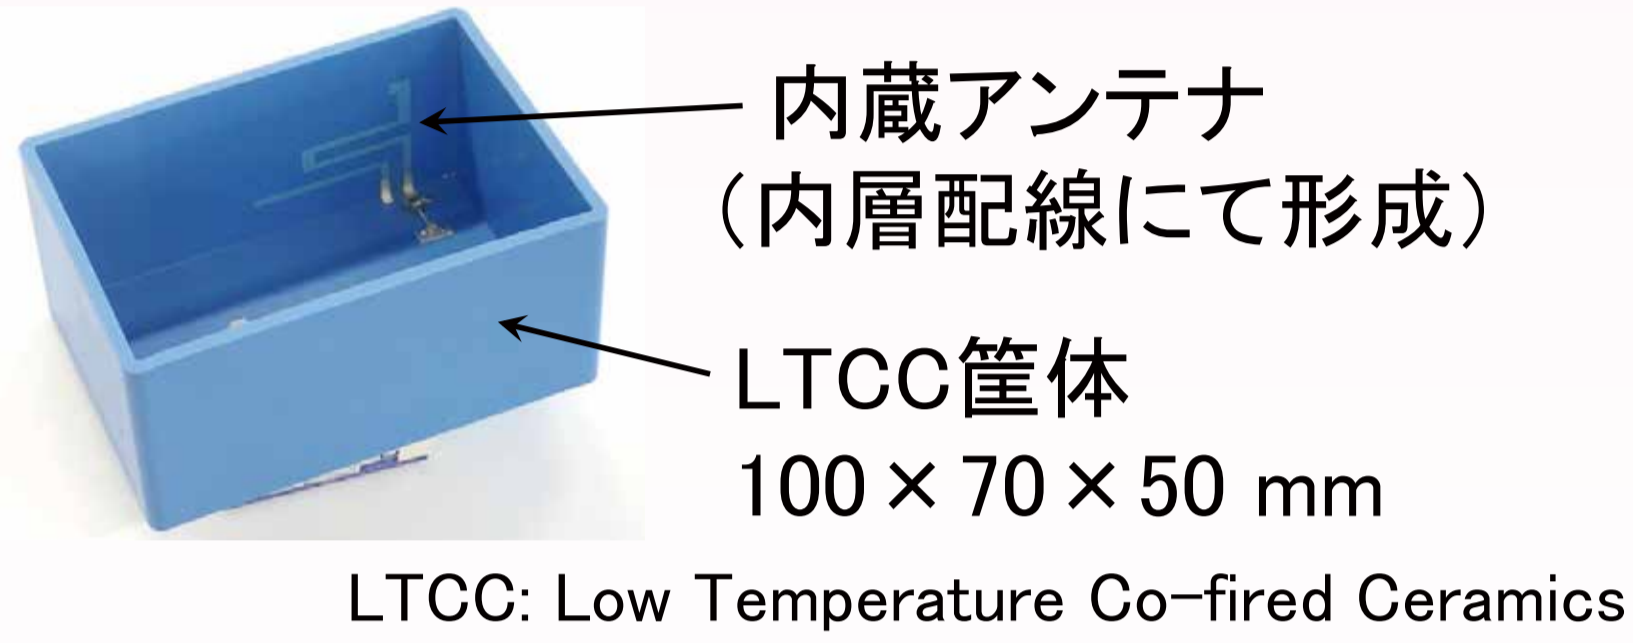 内蔵アンテナ
（内層配線にて形成）
LTCC筐体
100×70×50 mm
LTCC: Low Temperature Co-fired Ceramics